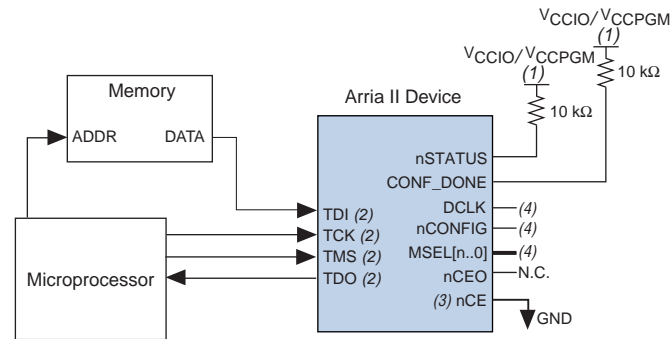 VCCIO/VCCPGM
(1)
VCCIO/VCCPGM
(1)
10 kΩ
10 kΩ
Memory
ADDR
DATA
Arria II Device
nSTATUS
CONF_DONE
TDI (2)
DCLK
(4)
TCK (2)
nCONFIG
(4)
TMS (2)
MSEL[n..0]
(4)
TDO (2)
nCEO
N.C.
(3) nCE
GND
Microprocessor